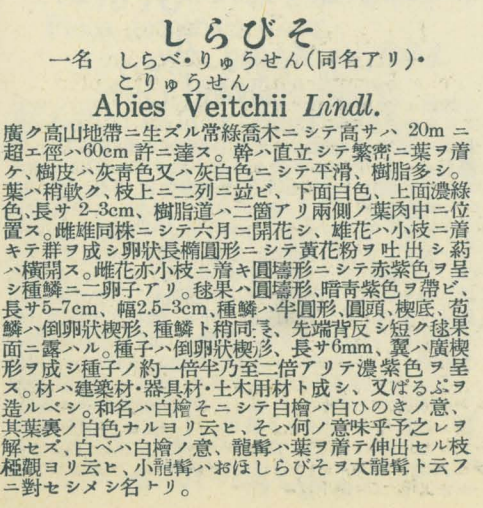 しらびそ
一名　しらべ・りゅうせん(同名アリ)・
こりゅうせん
Abies Veitchii Lindl.
廣ク高山地帶ニ生ズル常綠喬木ニシテ高サハ 20m ニ
超エ徑ハ60cm 許ニ達ス。幹ハ直立シテ繁密ニ葉ヲ着
ケ、樹皮ハ灰靑色又ハ灰白色ニシテ平滑、樹脂多シ。
葉ハ稍軟ク、枝上ニ二列ニ竝ビ、下面白色、上面濃綠
色、長サ 2-3cm、樹脂道ハ二箇アリ兩側ノ葉肉中ニ位
置ス。雌雄同株ニシテ六月ニ開花シ、雄花ハ小枝ニ着
キテ群ヲ成シ卵狀長橢圓形ニシテ黃花粉ヲ吐出シ葯
ハ橫開ス。雌花亦小枝ニ着キ圓壔形ニシテ赤紫色ヲ呈
シ種鱗ニ二卵子アリ。毬果ハ圓壔形、暗靑紫色ヲ帶ビ、
長サ5-7cm、幅2.5-3cm、種鱗ハ半圓形、圓頭、楔底、苞
鱗ハ倒卵狀楔形、種鱗ト稍同長、先端背反シ短ク毬果
面ニ露ハル。種子ハ倒卵狀楔形、長サ6mm、翼ハ廣楔
形ヲ成シ種子ノ約一倍半乃至二倍アリテ濃紫色ヲ呈
ス。材ハ建築材・器具材・土木用材ト成シ、又ぱるぷヲ
造ルベシ。和名ハ白檜そニシテ白檜ハ白ひのきノ意、
其葉裏ノ白色ナルヨリ云ヒ、そハ何ノ意味乎予之レヲ
解セズ、白べハ白檜ノ意、龍髯ハ葉ヲ着テ伸出セル枝
極觀ヨリ云ヒ、小龍髯ハおほしらびそヲ大龍髯ト云フ
ニ對セシメシ名トリ。